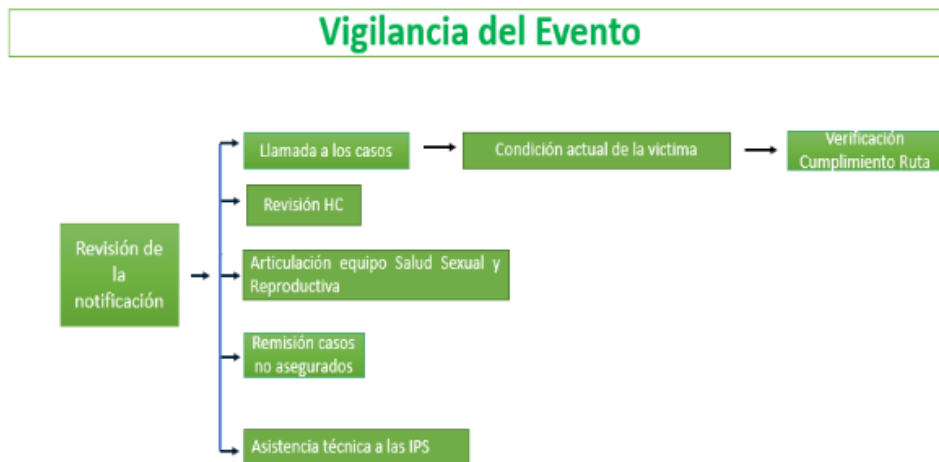 Vigilancia del Evento
Llamada a los casos
Condición actual de la victima
Verificación
Cumplimiento Ruta
Revisión HC
Revisión de
la
notificación
Articulación equipo Salud Sexual y
Reproductiva
Remisión casos
no asegurados
Asistencia técnica a las IPS